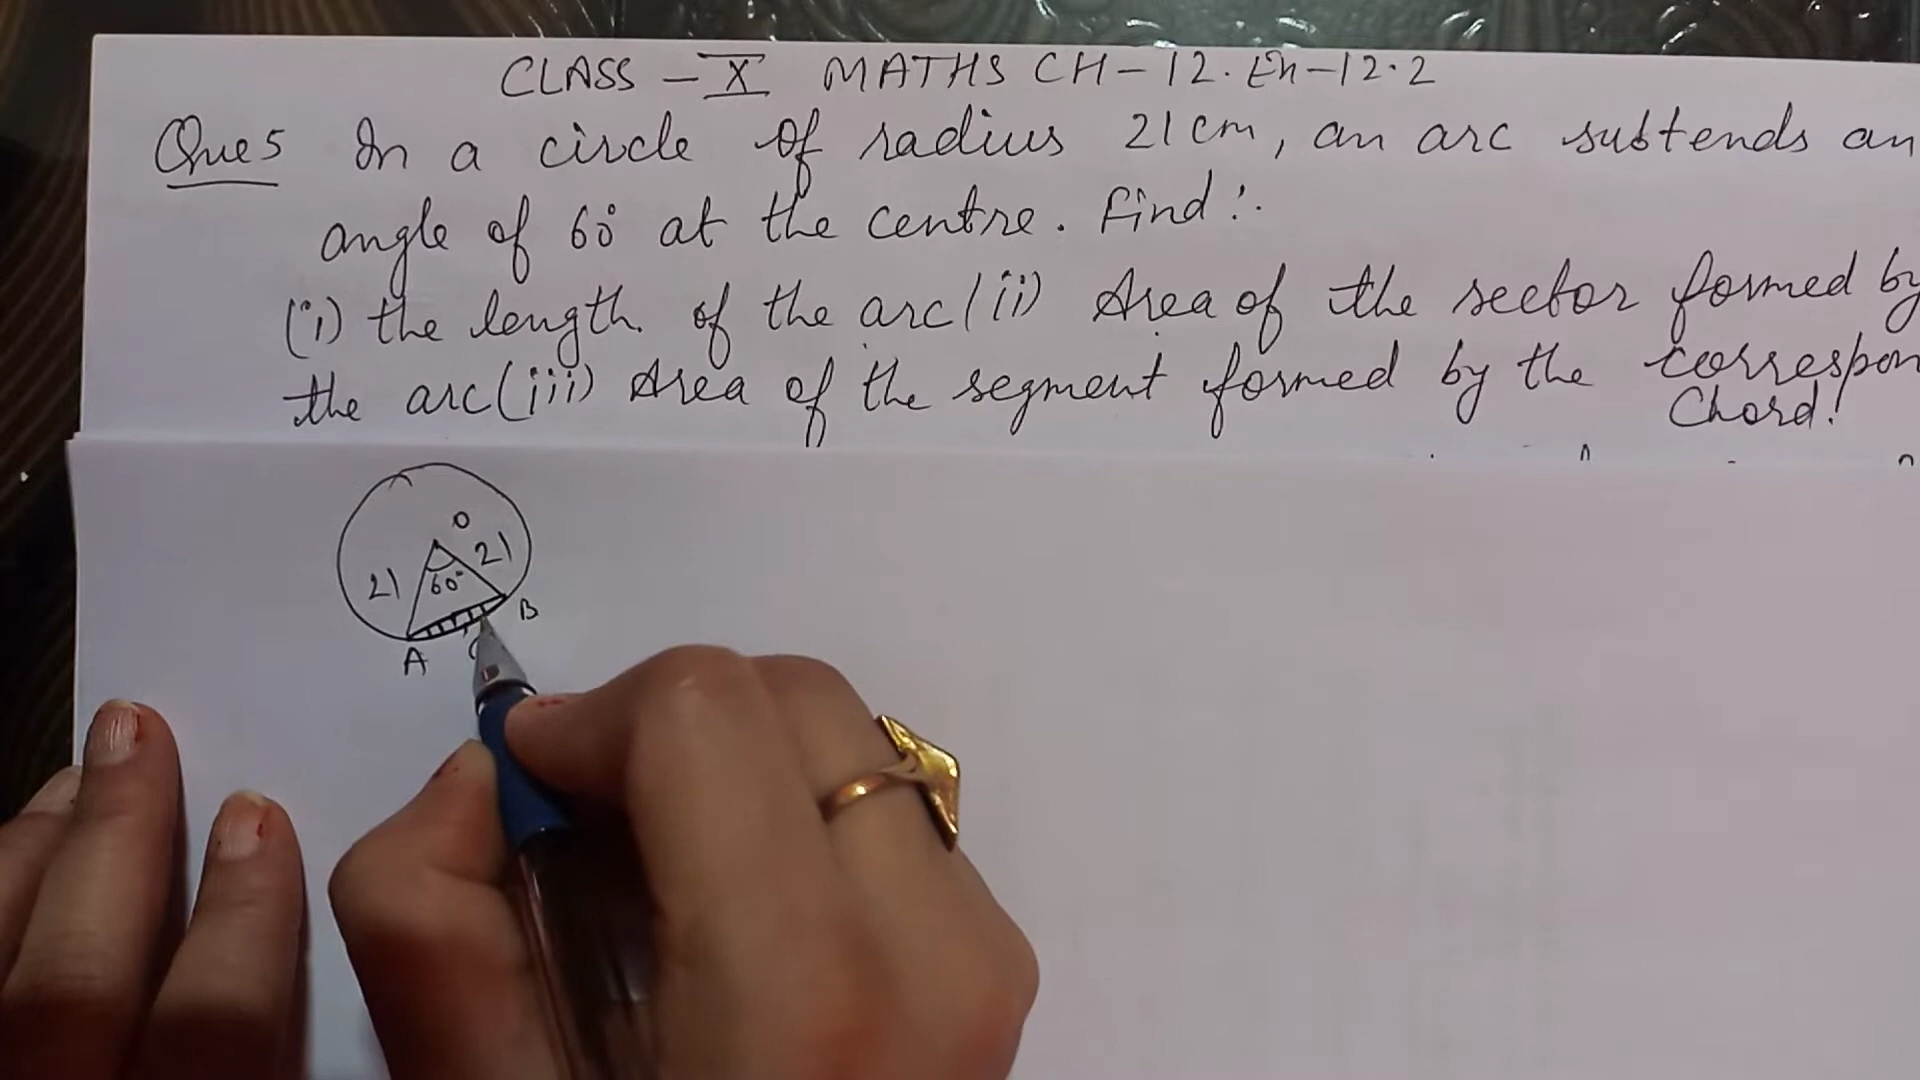 CLASS - X MATHS CH-12. Ex-12.2
Ques 5 In a circle of radius 21cm, an arc subtends an
angle of 60° at the centre. Find :.
(i) the length of the arc (ii) Area of the sector formed by
the arc (iii) Area of the segment formed by the correspon
Chord!
O
21
21
60°
B
A